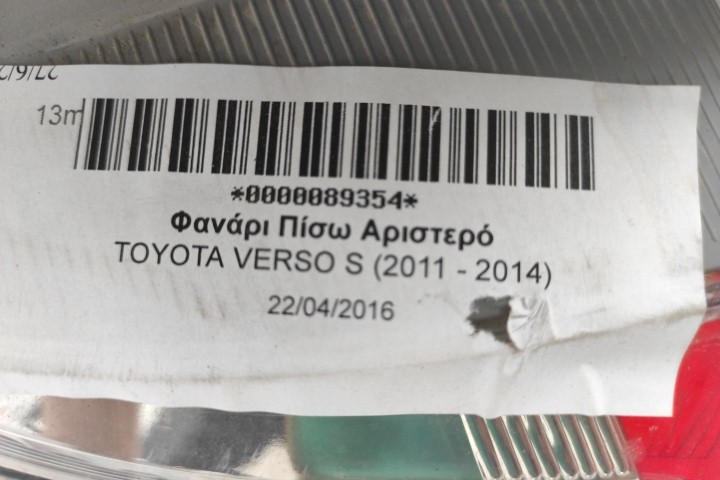 13m
*0000089354*
Φανάρι Πίσω Αριστερό
TOYOTA VERSO S (2011 - 2014)
22/04/2016